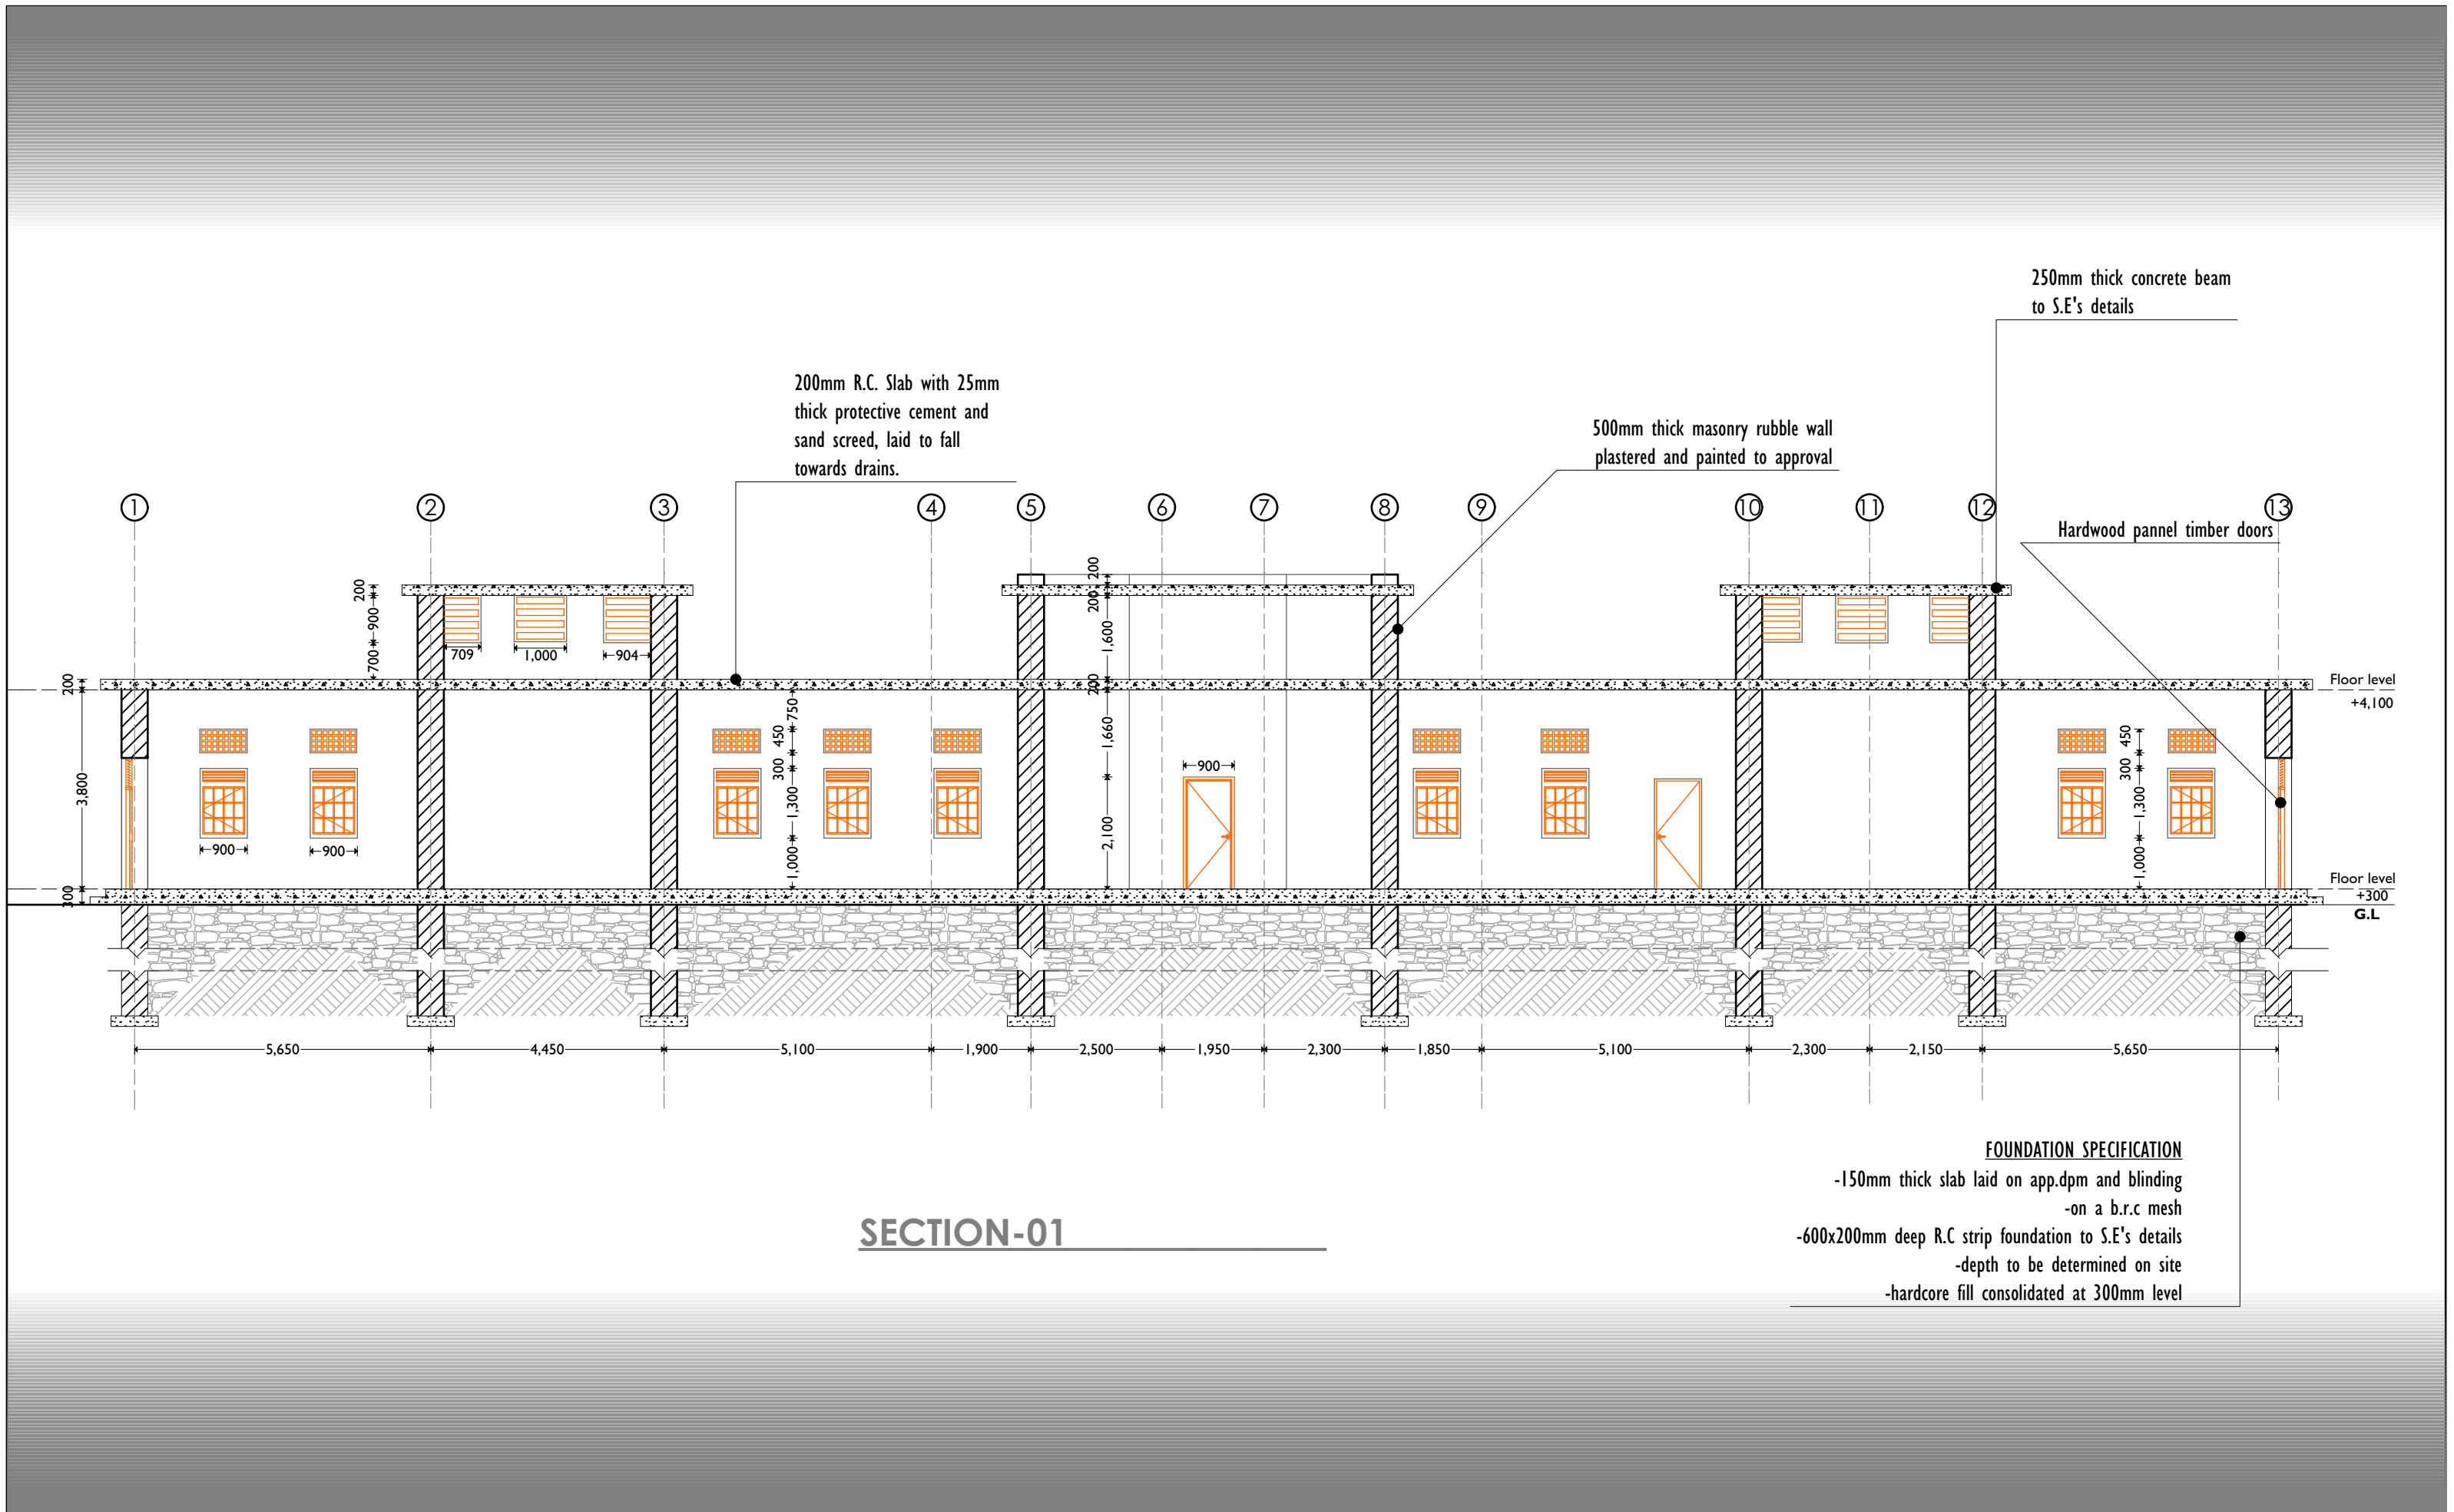 250mm thick concrete beam
to S.E's details
200mm R.C. Slab with 25mm
thick protective cement and
sand screed, laid to fall
towards drains.
500mm thick masonry rubble wall
plastered and painted to approval
1 2 3 4 5 6 7 8 9 10 11 12 13
Hardwood pannel timber doors
200
900
700
709
1,000
904
200
200
1,600
200
1,660
2,100
900
200
3,800
300
900
900
750
450
300
1,300
1,000
450
300
1,300
1,000
Floor level
+4,100
Floor level
+300
G.L
5,650 4,450 5,100 1,900 2,500 1,950 2,300 1,850 5,100 2,300 2,150 5,650
FOUNDATION SPECIFICATION
-150mm thick slab laid on app.dpm and blinding
-on a b.r.c mesh
-600x200mm deep R.C strip foundation to S.E's details
-depth to be determined on site
-hardcore fill consolidated at 300mm level
SECTION-01